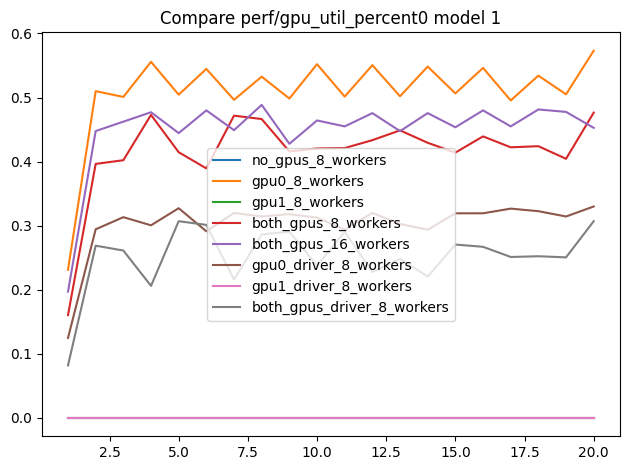 Compare perf/gpu_util_percent0 model 1
0.6
0.5
0.4
0.3
0.2
0.1
0.0
no_gpus_8_workers
gpu0_8_workers
gpu1_8_workers
both_gpus_8_workers
both_gpus_16_workers
gpu0_driver_8_workers
gpu1_driver_8_workers
both_gpus_driver_8_workers
2.5 5.0 7.5 10.0 12.5 15.0 17.5 20.0